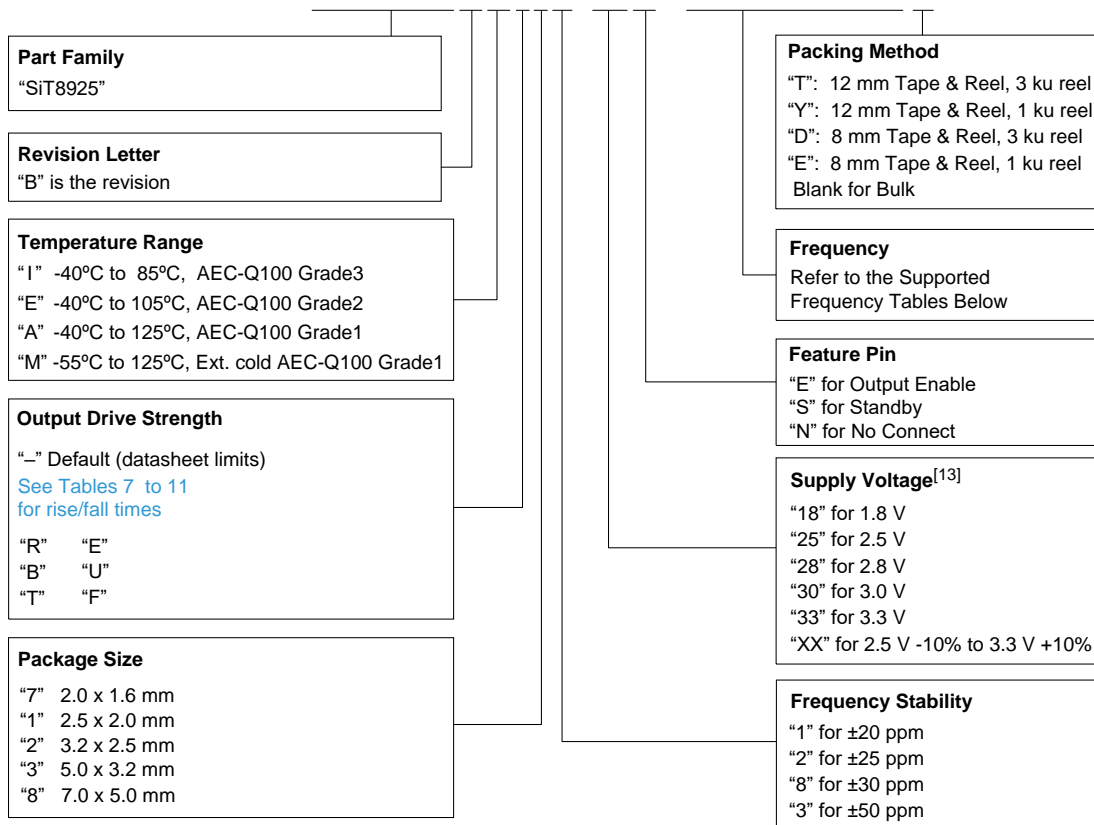 Part Family
“SiT8925”
Revision Letter
“B” is the revision
Temperature Range
“I” -40ºC to 85ºC, AEC-Q100 Grade3
“E” -40ºC to 105ºC, AEC-Q100 Grade2
“A” -40ºC to 125ºC, AEC-Q100 Grade1
“M” -55ºC to 125ºC, Ext. cold AEC-Q100 Grade1
Output Drive Strength
“–” Default (datasheet limits)
See Tables 7 to 11
for rise/fall times
“R” “E”
“B” “U”
“T” “F”
Package Size
“7” 2.0 x 1.6 mm
“1” 2.5 x 2.0 mm
“2” 3.2 x 2.5 mm
“3” 5.0 x 3.2 mm
“8” 7.0 x 5.0 mm
Packing Method
“T”: 12 mm Tape & Reel, 3 ku reel
“Y”: 12 mm Tape & Reel, 1 ku reel
“D”: 8 mm Tape & Reel, 3 ku reel
“E”: 8 mm Tape & Reel, 1 ku reel
Blank for Bulk
Frequency
Refer to the Supported
Frequency Tables Below
Feature Pin
“E” for Output Enable
“S” for Standby
“N” for No Connect
Supply Voltage[13]
“18” for 1.8 V
“25” for 2.5 V
“28” for 2.8 V
“30” for 3.0 V
“33” for 3.3 V
“XX” for 2.5 V -10% to 3.3 V +10%
Frequency Stability
“1” for ±20 ppm
“2” for ±25 ppm
“8” for ±30 ppm
“3” for ±50 ppm